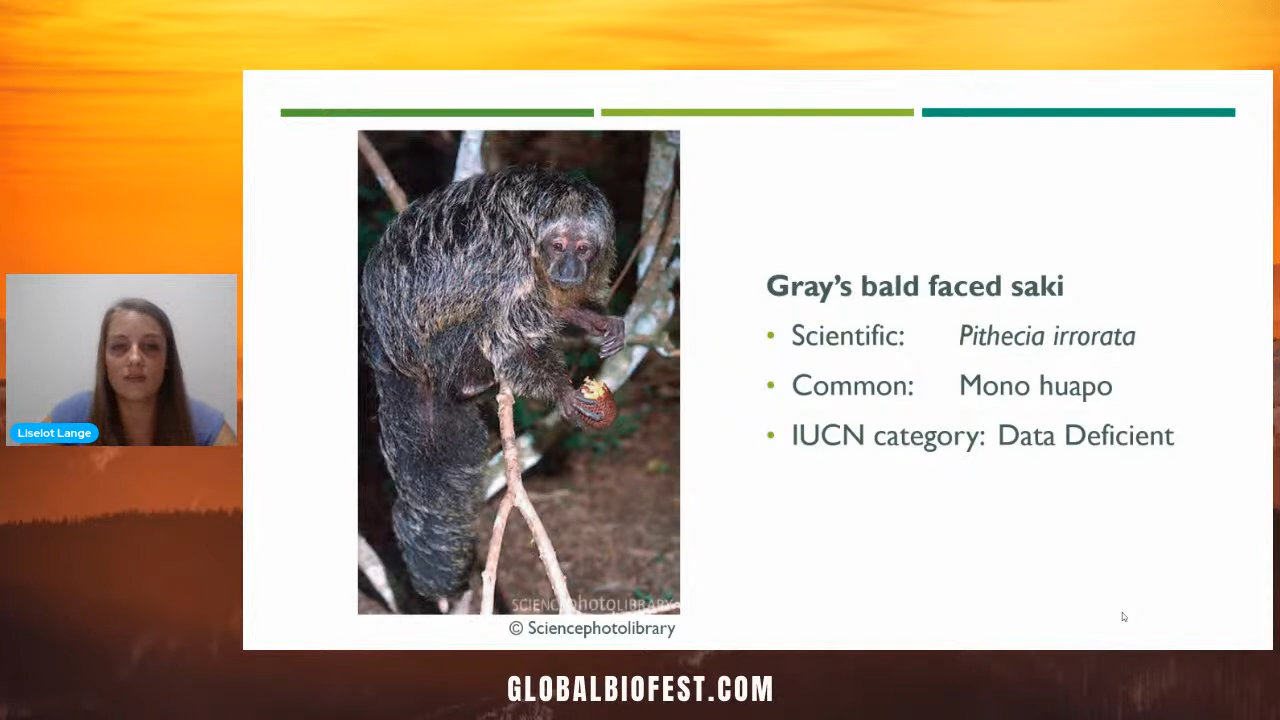 Gray's bald faced saki
• Scientific: Pithecia irrorata
• Common: Mono huapo
• IUCN category: Data Deficient
Liselot Lange
SCIENCEphotoLIBRARY
© Sciencephotolibrary
GLOBALBIOFEST.COM